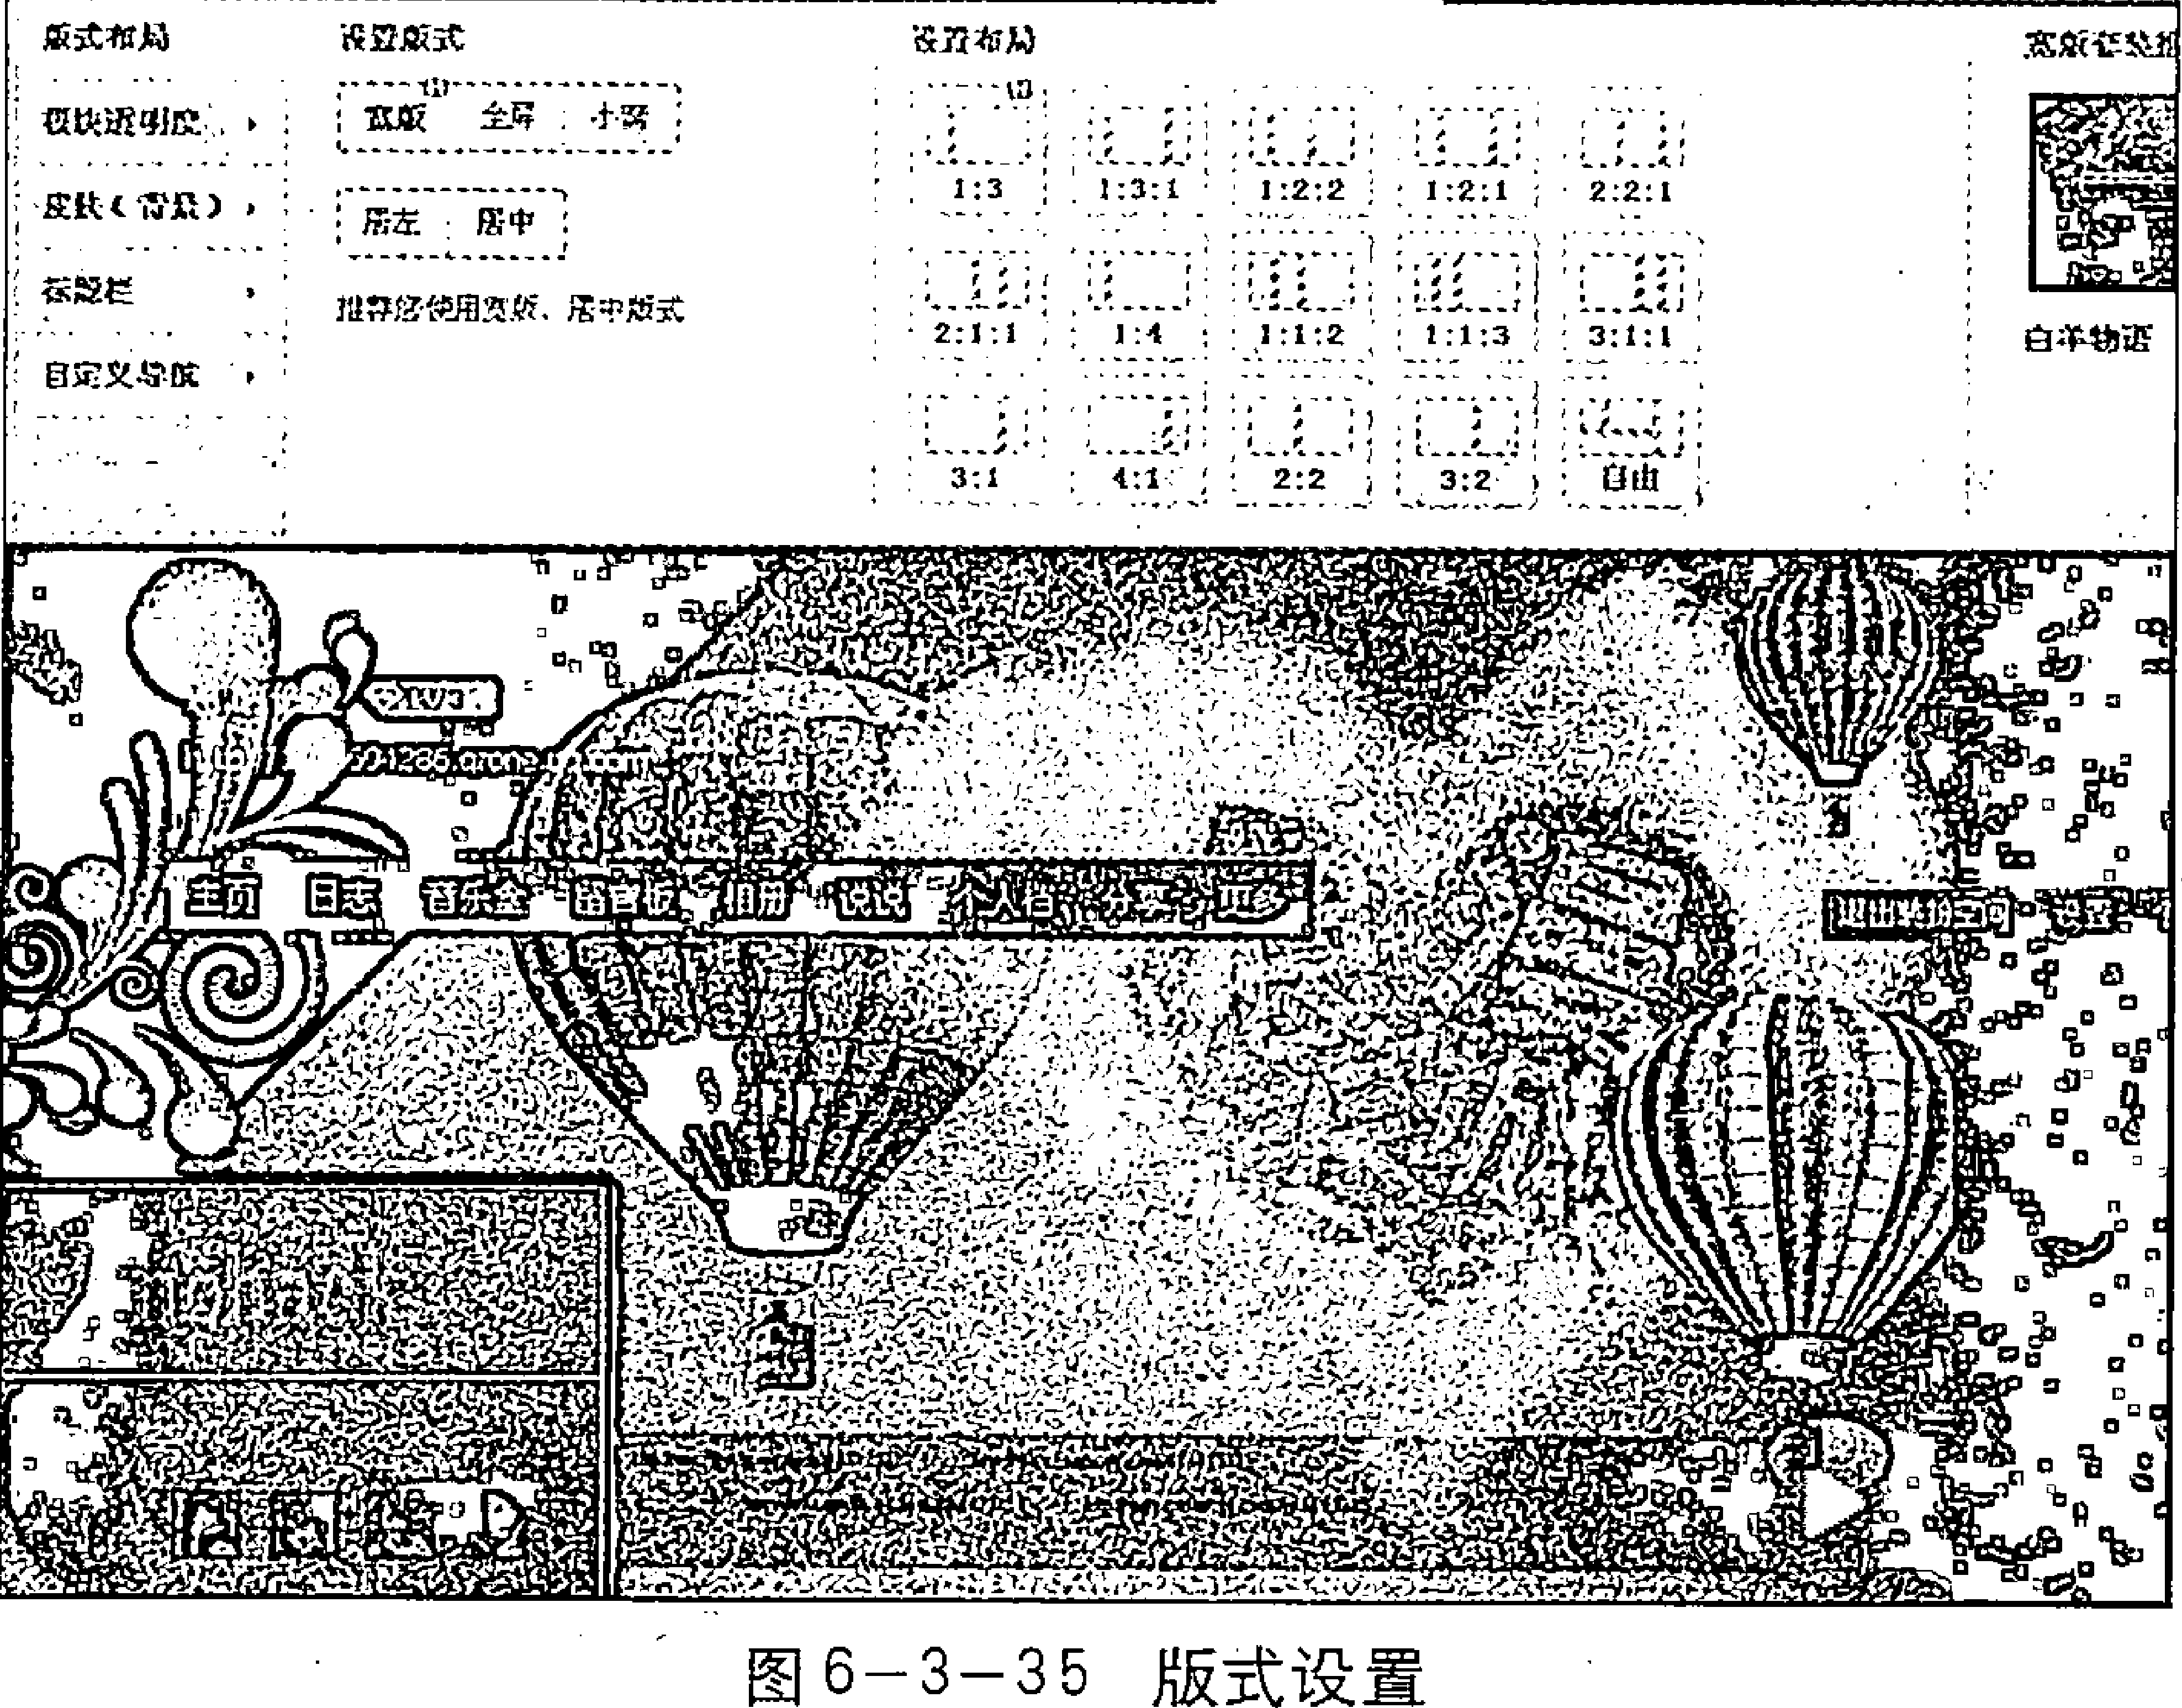 版式布局
设置版式
设置布局
模块透明度
宽版 全屏 小窝
1:3 1:3:1 1:2:2 1:2:1 2:2:1
皮肤(背景)
居左 居中
标题栏
推荐您使用宽版、居中版式
2:1:1 1:4 1:1:2 1:1:3 3:1:1
自定义导航
3:1 4:1 2:2 3:2 自由
主页 日志 音乐盒 留言板 相册 说说 个人档 分享 更多
图6-3-35 版式设置